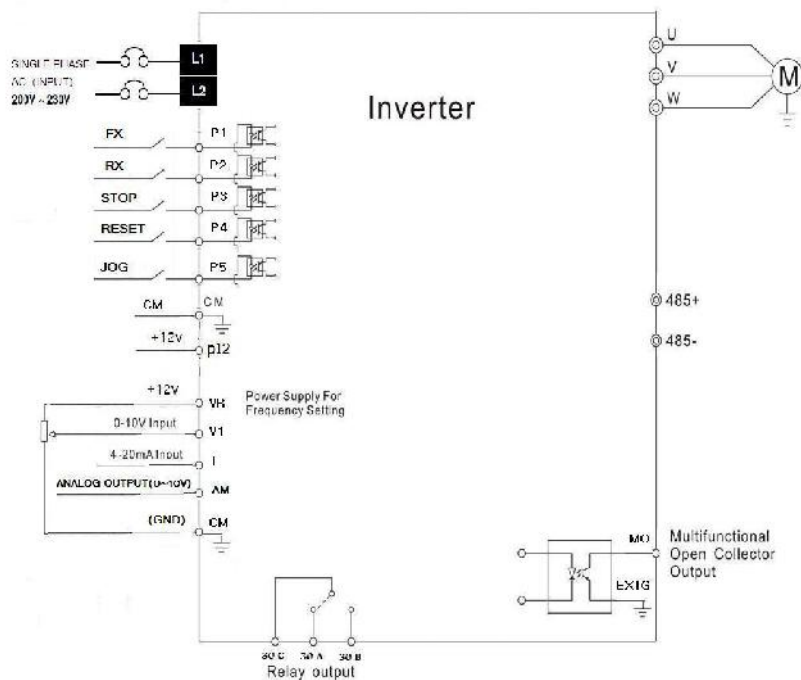 Inverter
SINGLE PHASE
AC (INPUT)
200V~230V
L1
L2
FX
P1
RX
P2
STOP
P3
RESET
P4
JOG
P5
CM
CM
+12V
p12
+12V
VR
Power Supply For
Frequency Setting
0-10V Input
V1
4-20mA Input
I
ANALOG OUTPUT(0~10V)
AM
(GND)
CM
U
V
W
M
485+
485-
MO
EXTG
Multifunctional
Open Collector
Output
30 C
30 A
30 B
Relay output